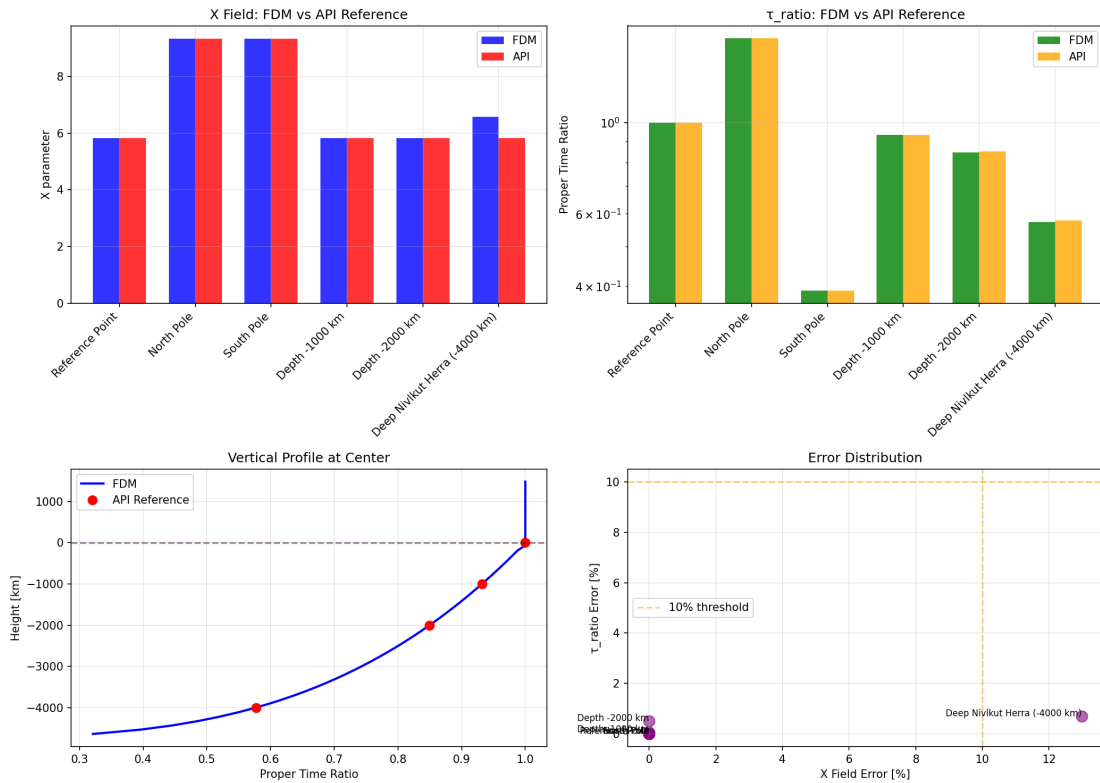 X Field: FDM vs API Reference
X parameter
8
6
4
2
0
FDM
API
Reference Point
North Pole
South Pole
Depth -1000 km
Depth -2000 km
Deep Nivlkut Herra (-4000 km)
τ_ratio: FDM vs API Reference
Proper Time Ratio
10⁰
6 × 10⁻¹
4 × 10⁻¹
FDM
API
Reference Point
North Pole
South Pole
Depth -1000 km
Depth -2000 km
Deep Nivlkut Herra (-4000 km)
Vertical Profile at Center
Height [km]
1000
0
−1000
−2000
−3000
−4000
FDM
API Reference
0.3
0.4
0.5
0.6
0.7
0.8
0.9
1.0
Proper Time Ratio
Error Distribution
τ_ratio Error [%]
10
8
6
4
2
0
10% threshold
Depth -2000 km
Deep Nivlkut Herra (-4000 km)
0
2
4
6
8
10
12
X Field Error [%]